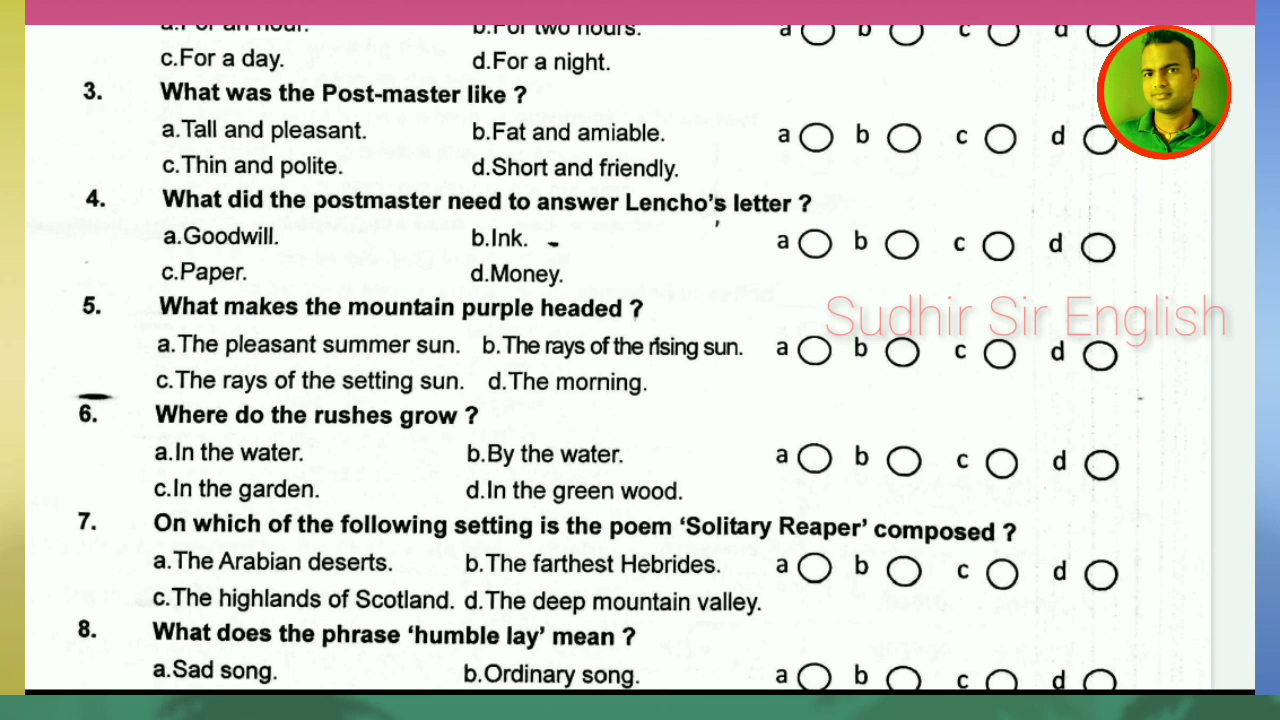 a.For an hour. b.For two hours. a b c d
c.For a day. d.For a night.
3. What was the Post-master like ?
a.Tall and pleasant. b.Fat and amiable. a b c d
c.Thin and polite. d.Short and friendly.
4. What did the postmaster need to answer Lencho's letter ?
a.Goodwill. b.Ink. a b c d
c.Paper. d.Money.
5. What makes the mountain purple headed ?
Sudhir Sir English
a.The pleasant summer sun. b.The rays of the rising sun. a b c d
c.The rays of the setting sun. d.The morning.
6. Where do the rushes grow ?
a.In the water. b.By the water. a b c d
c.In the garden. d.In the green wood.
7. On which of the following setting is the poem ‘Solitary Reaper’ composed ?
a.The Arabian deserts. b.The farthest Hebrides. a b c d
c.The highlands of Scotland. d.The deep mountain valley.
8. What does the phrase ‘humble lay’ mean ?
a.Sad song. b.Ordinary song. a b c d